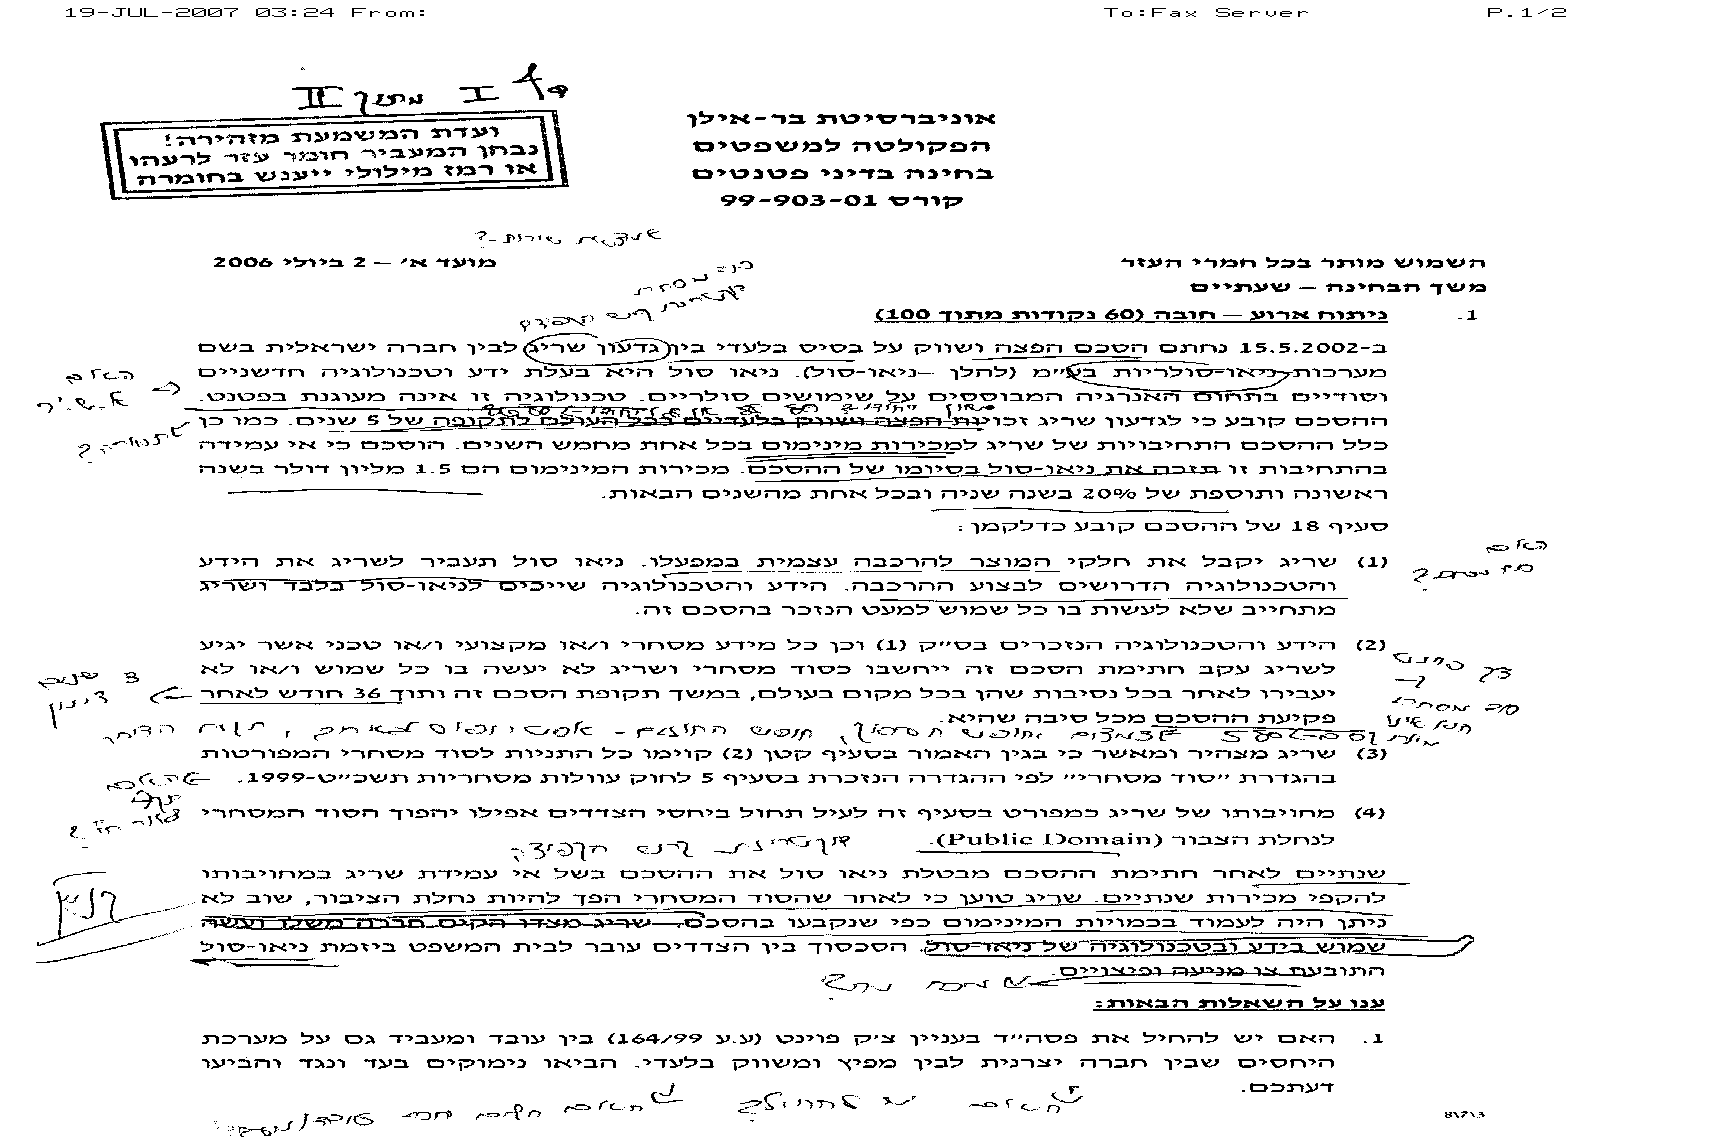 19-JUL-2007 03:24 From: To:Fax Server P.1/2
דף I מתוך II
ועדת המשמעת מזהירה!
נבחן המעביר חומר עזר לרעהו
או רמז מילולי ייענש בחומרה
אוניברסיטת בר-אילן
הפקולטה למשפטים
בחינה בדיני פטנטים
קורס 99-903-01
השמוש מותר בכל חמרי העזר
מועד א' – 2 ביולי 2006
משך הבחינה – שעתיים
1. ניתוח ארוע – חובה (60 נקודות מתוך 100)
ב-15.5.2002 נחתם הסכם הפצה ושווק על בסיס בלעדי בין גדעון שריג לבין חברה ישראלית בשם
מערכות ניאו-סולריות בע"מ (להלן – ניאו-סול). ניאו סול היא בעלת ידע וטכנולוגיה חדשניים
וסודיים בתחום האנרגיה המבוססים על שימושים סולריים. טכנולוגיה זו אינה מעוגנת בפטנט.
ההסכם קובע כי לגדעון שריג זכויות הפצה ושווק בלעדיים בכל העולם לתקופה של 5 שנים. כמו כן
כלל ההסכם התחיבויות של שריג למכירות מינימום בכל אחת מחמש השנים. הוסכם כי אי עמידה
בהתחיבות זו תזכה את ניאו-סול בסיומו של ההסכם. מכירות המינימום הם 1.5 מליון דולר בשנה
ראשונה ותוספת של 20% בשנה שניה ובכל אחת מהשנים הבאות.
סעיף 18 של ההסכם קובע כדלקמן:
(1) שריג יקבל את חלקי המוצר להרכבה עצמית במפעלו. ניאו סול תעביר לשריג את הידע
והטכנולוגיה הדרושים לבצוע ההרכבה. הידע והטכנולוגיה שייכים לניאו-סול בלבד ושריג
מתחייב שלא לעשות בו כל שמוש למעט הנזכר בהסכם זה.
(2) הידע והטכנולוגיה הנזכרים בס"ק (1) וכן כל מידע מסחרי ו/או מקצועי ו/או טכני אשר יגיע
לשריג עקב חתימת הסכם זה ייחשבו כסוד מסחרי ושריג לא יעשה בו כל שמוש ו/או לא
יעבירו לאחר בכל נסיבות שהן בכל מקום בעולם, במשך תקופת הסכם זה ותוך 36 חודש לאחר
פקיעת ההסכם מכל סיבה שהיא.
(3) שריג מצהיר ומאשר כי בגין האמור בסעיף קטן (2) קוימו כל התניות לסוד מסחרי המפורטות
בהגדרת "סוד מסחרי" לפי ההגדרה הנזכרת בסעיף 5 לחוק עוולות מסחריות תשכ"ט-1999.
(4) מחויבותו של שריג כמפורט בסעיף זה לעיל תחול ביחסי הצדדים אפילו יהפוך הסוד המסחרי
לנחלת הצבור (Public Domain).
שנתיים לאחר חתימת ההסכם מבטלת ניאו סול את ההסכם בשל אי עמידת שריג במחויבותו
להקפי מכירות שנתיים. שריג טוען כי לאחר שהסוד המסחרי הפך להיות נחלת הציבור, שוב לא
ניתן היה לעמוד בכמויות המינימום כפי שנקבעו בהסכם. שריג מצדו הקים חברה משלו ועשה
שמוש בידע ובטכנולוגיה של ניאו-סול. הסכסוך בין הצדדים עובר לבית המשפט ביזמת ניאו-סול
התובעת צו מניעה ופיצויים.
ענו על השאלות הבאות:
1. האם יש להחיל את פסה"ד בעניין צ'ק פוינט (ע.ע 164/99) בין עובד ומעביד גם על מערכת
היחסים שבין חברה יצרנית לבין מפיץ ומשווק בלעדי. הביאו נימוקים בעד ונגד והביעו
דעתכם.